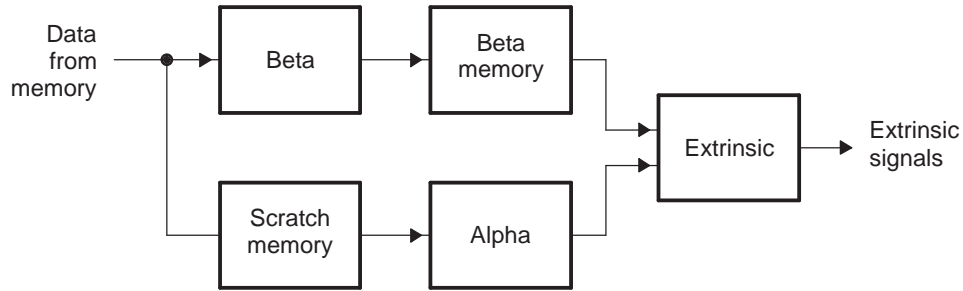 Data
from
memory
Beta
Beta
memory
Extrinsic
Extrinsic
signals
Scratch
memory
Alpha